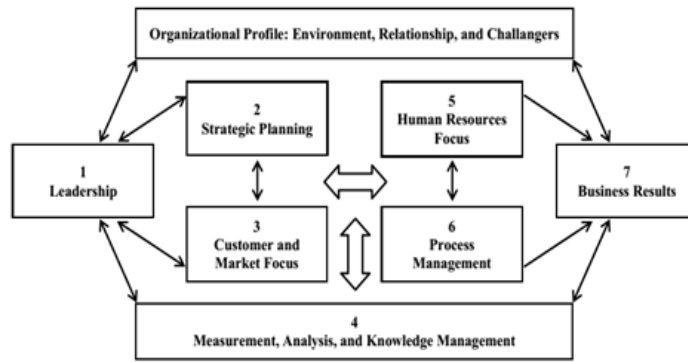 Organizational Profile: Environment, Relationship, and Challangers
2
Strategic Planning
5
Human Resources
Focus
1
Leadership
7
Business Results
3
Customer and
Market Focus
6
Process
Management
4
Measurement, Analysis, and Knowledge Management